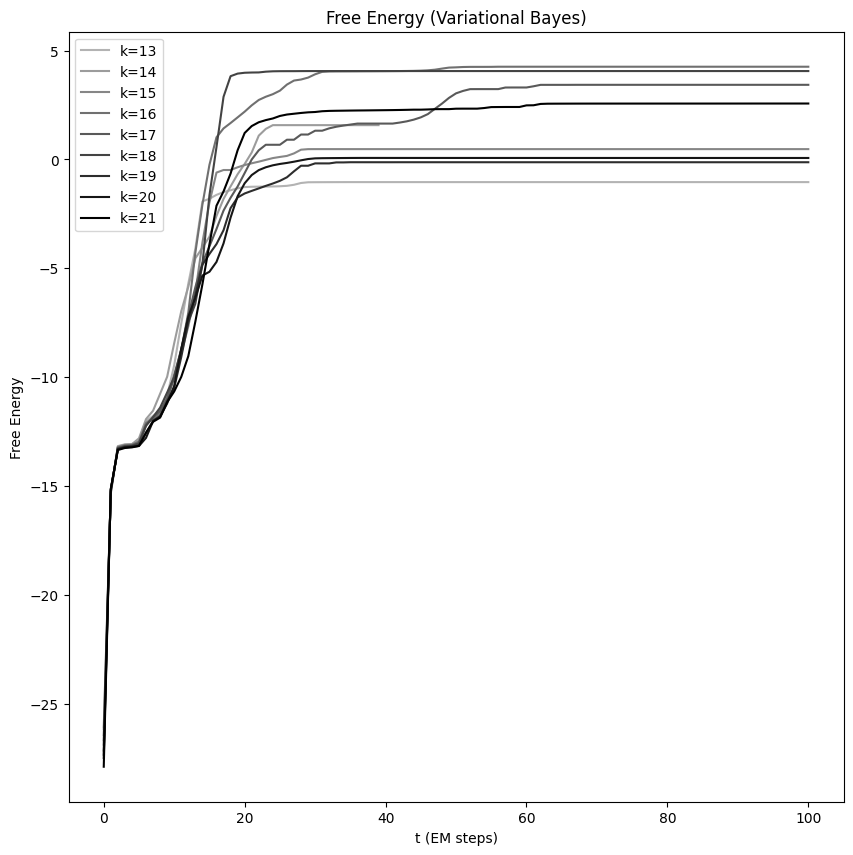 Free Energy (Variational Bayes)
k=13
k=14
k=15
k=16
k=17
k=18
k=19
k=20
k=21
5
0
−5
−10
−15
−20
−25
Free Energy
0 20 40 60 80 100
t (EM steps)